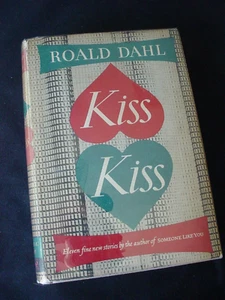 ROALD DAHL
Kiss
Kiss
Eleven fine new stories by the author of SOMEONE LIKE YOU